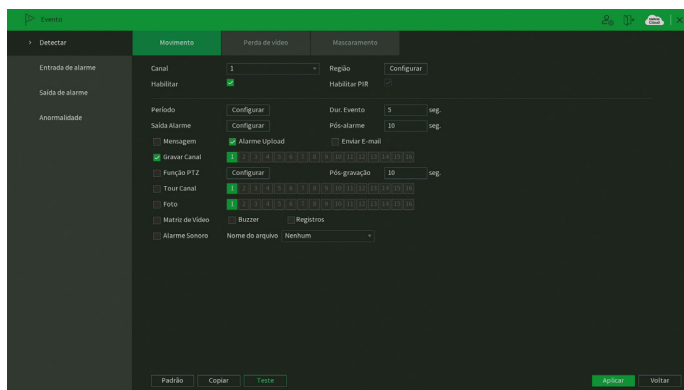 Evento
Detectar
Entrada de alarme
Saída de alarme
Anormalidade
Movimento Perda de vídeo Mascaramento
Canal 1 Região Configurar
Habilitar Habilitar PIR
Período Configurar Dur. Evento 5 seg.
Saída Alarme Configurar Pós-alarme 10 seg.
Mensagem Alarme Upload Enviar E-mail
Gravar Canal 1 2 3 4 5 6 7 8 9 10 11 12 13 14 15 16
Função PTZ Configurar Pós-gravação 10 seg.
Tour Canal 1 2 3 4 5 6 7 8 9 10 11 12 13 14 15 16
Foto 1 2 3 4 5 6 7 8 9 10 11 12 13 14 15 16
Matriz de Vídeo Buzzer Registros
Alarme Sonoro Nome do arquivo Nenhum
Padrão Copiar Teste Aplicar Voltar